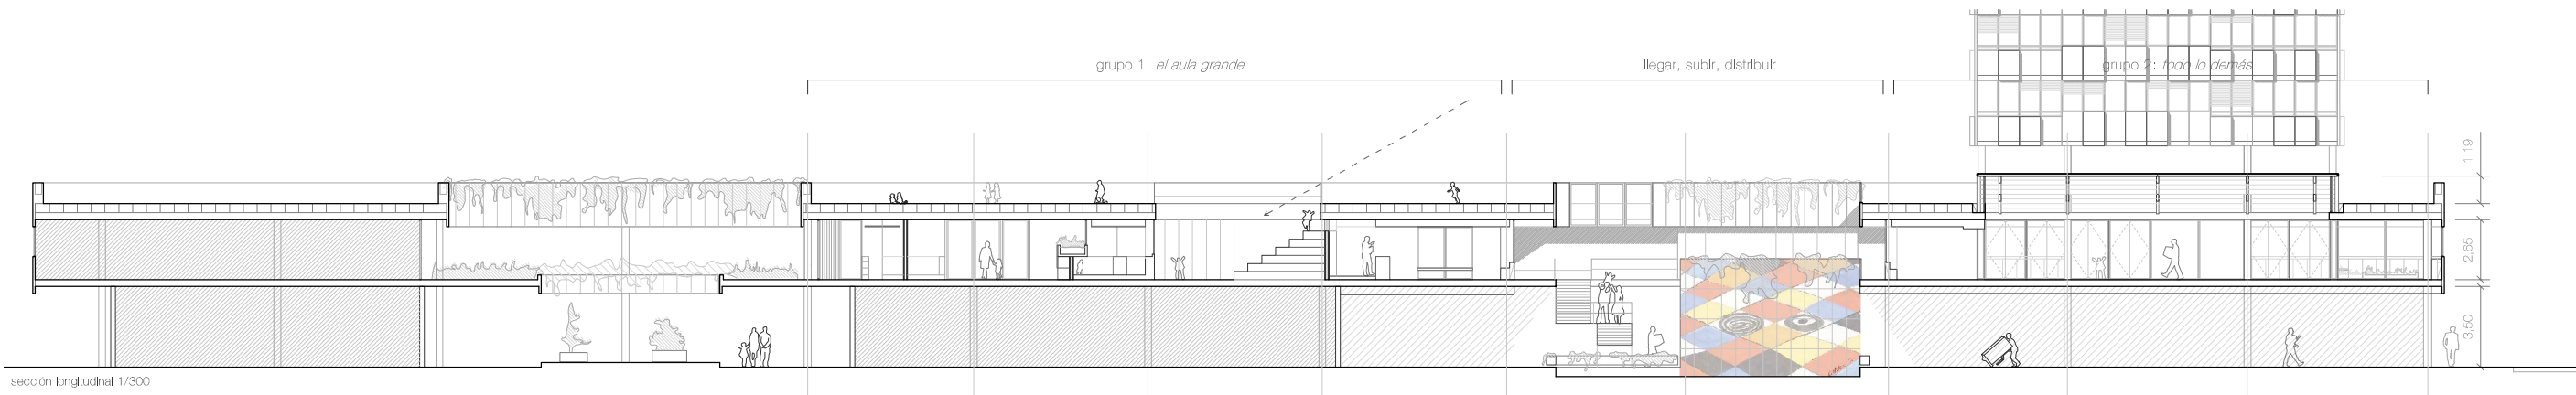 grupo 1: el aula grande
llegar, subir, distribuir
grupo 2: todo lo demás
1,19
2,65
3,50
sección longitudinal 1/300